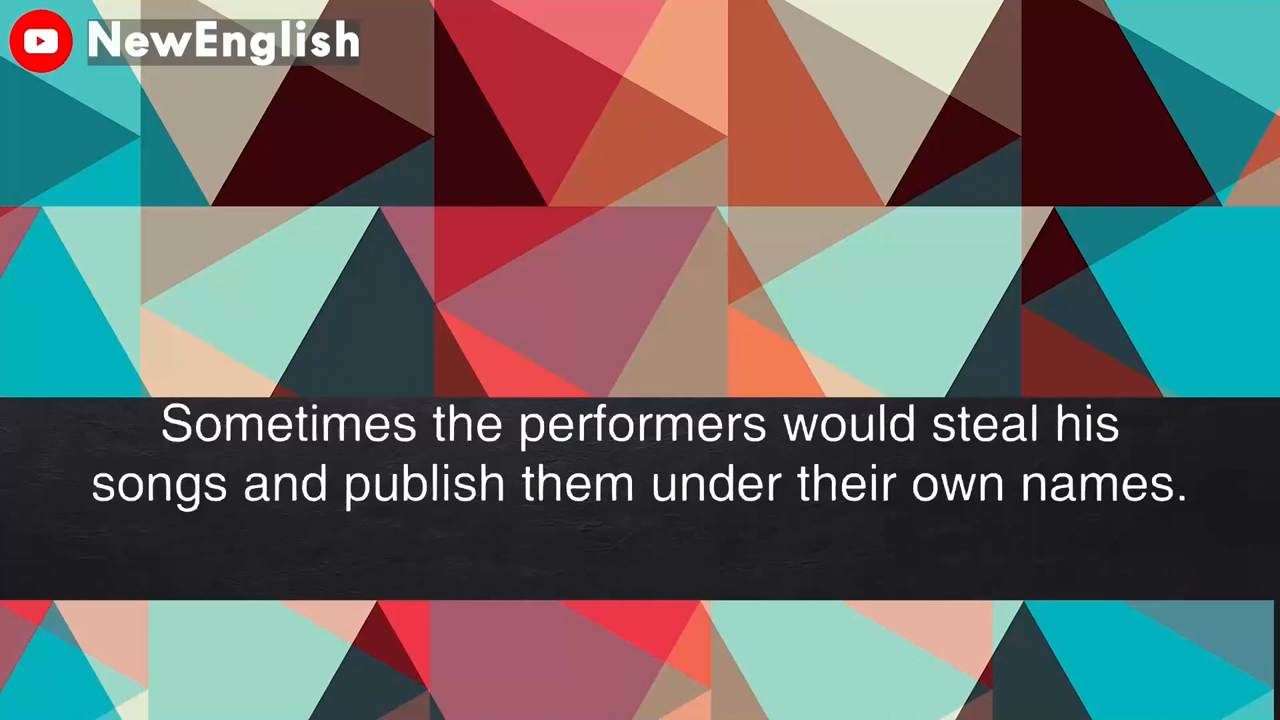 NewEnglish
Sometimes the performers would steal his
songs and publish them under their own names.